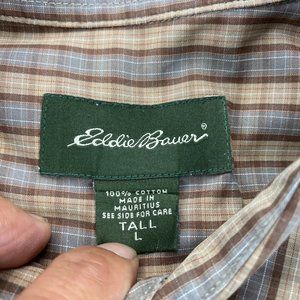 Eddie Bauer®
100% COTTON
MADE IN
MAURITIUS
SEE SIDE FOR CARE
TALL
L